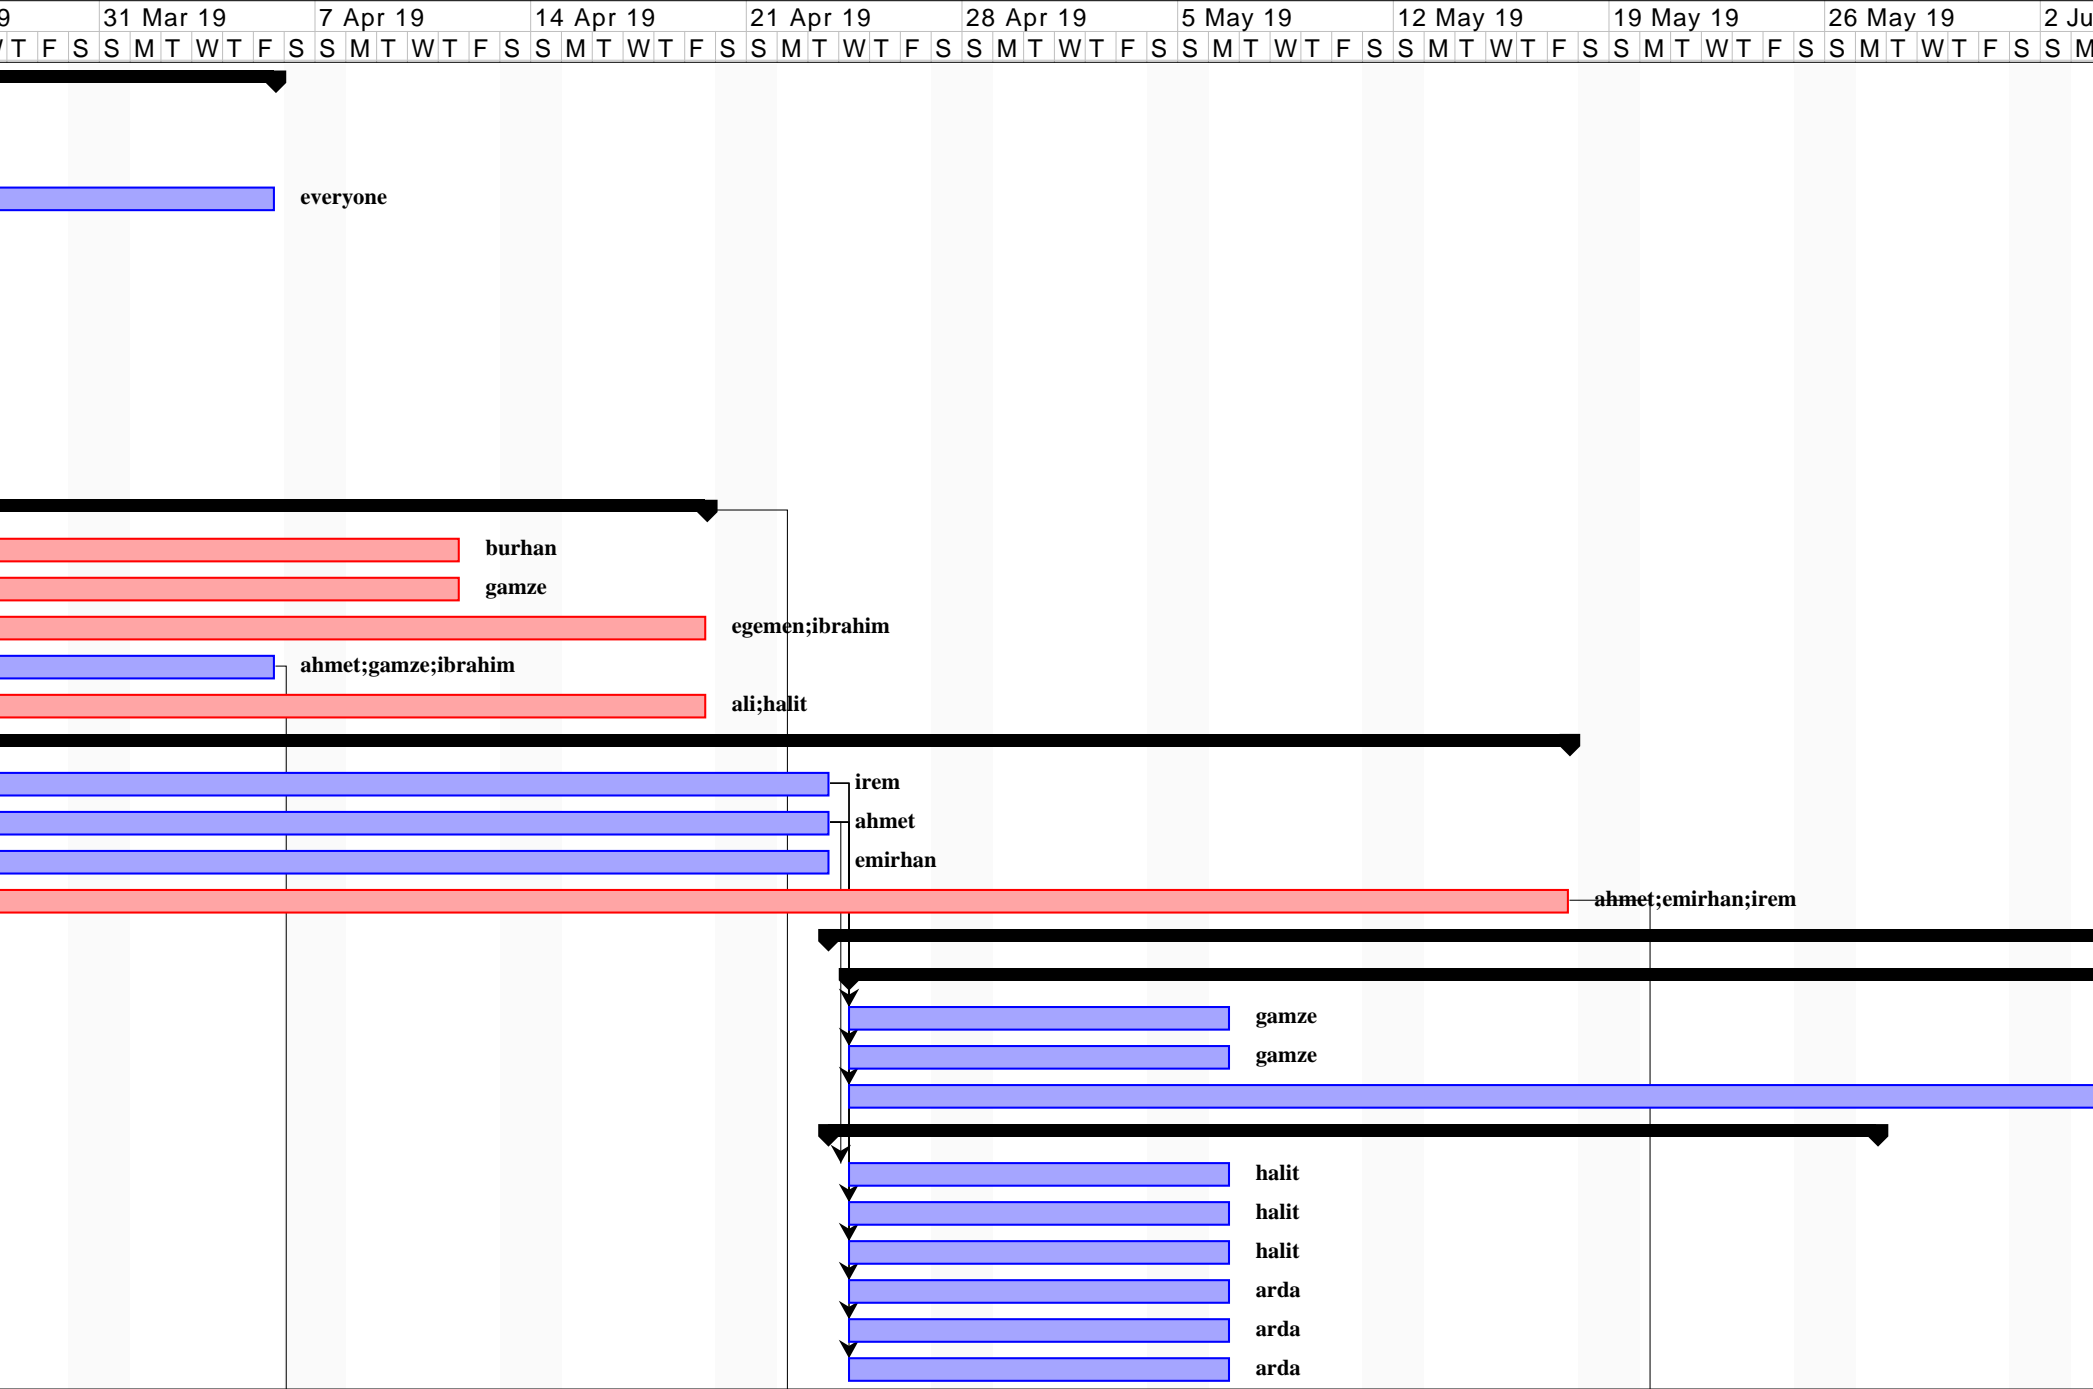 9 31 Mar 19 7 Apr 19 14 Apr 19 21 Apr 19 28 Apr 19 5 May 19 12 May 19 19 May 19 26 May 19 2 Ju
T F S S M T W T F S S M T W T F S S M T W T F S S M T W T F S S M T W T F S S M T W T F S S M T W T F S S M T W T F S S M T W T F S S M
everyone
burhan
gamze
egemen;ibrahim
ahmet;gamze;ibrahim
ali;halit
irem
ahmet
emirhan
ahmet;emirhan;irem
gamze
gamze
halit
halit
halit
arda
arda
arda